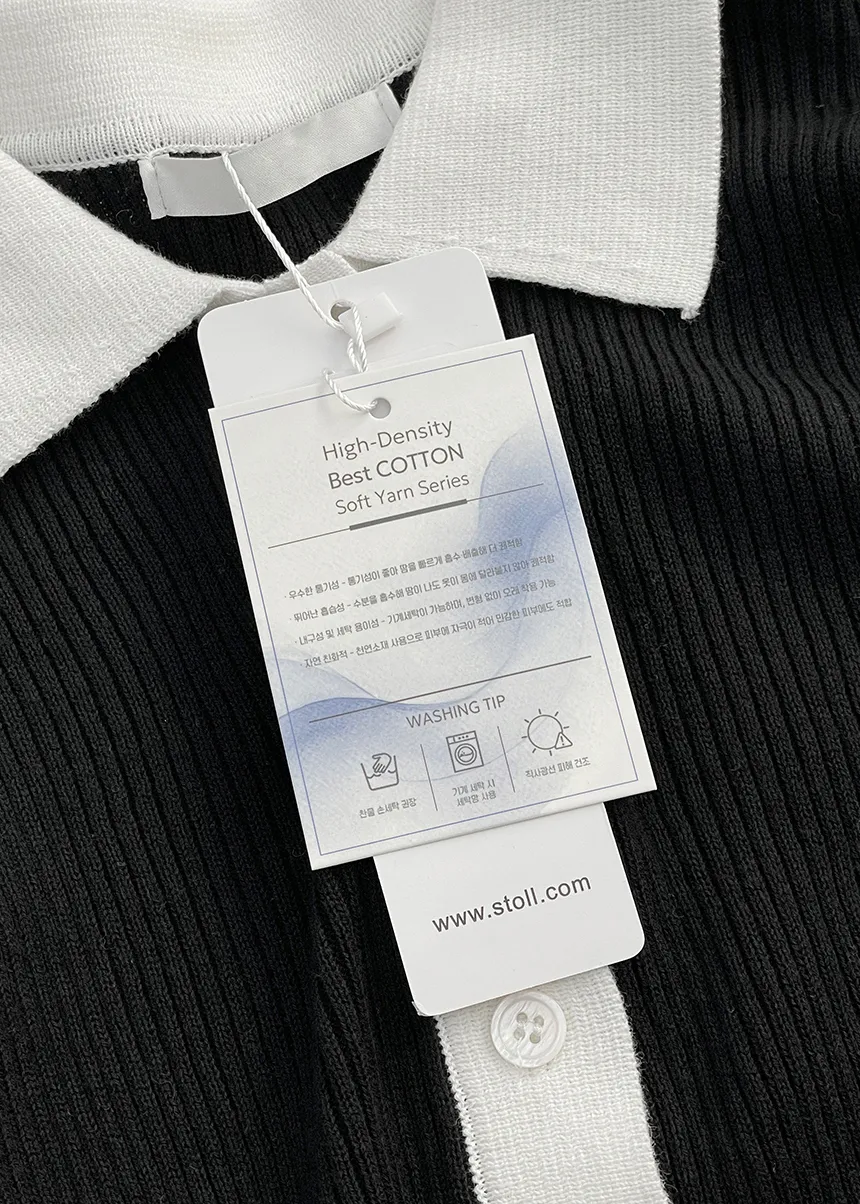 High-Density
Best COTTON
Soft Yarn Series
· 우수한 통기성 - 통기성이 좋아 땀을 빠르게 흡수·배출해 더 쾌적함
· 뛰어난 흡습성 - 수분을 흡수해 땀이 나도 옷이 몸에 달라붙지 않아 쾌적함
· 내구성 및 세탁 용이성 - 기계세탁이 가능하며, 변형 없이 오래 착용 가능
· 자연 친화적 - 천연소재 사용으로 피부에 자극이 적어 민감한 피부에도 적합
WASHING TIP
찬물 손세탁 권장
기계 세탁 시
세탁망 사용
직사광선 피해 건조
www.stoll.com